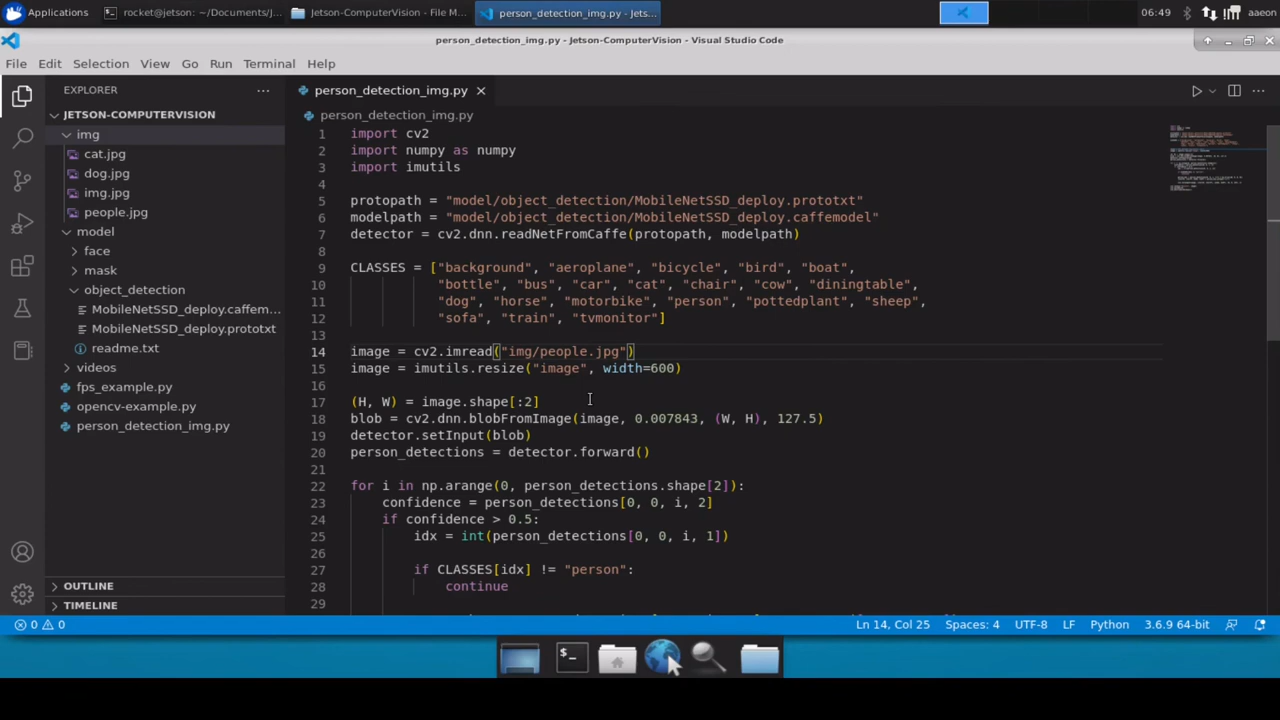 Applications
rocket@jetson: ~/Documents/J...
Jetson-ComputerVision - File M...
person_detection_img.py - Jets...
06:49
aaeon
person_detection_img.py - Jetson-ComputerVision - Visual Studio Code
File Edit Selection View Go Run Terminal Help
EXPLORER
JETSON-COMPUTERVISION
img
cat.jpg
dog.jpg
img.jpg
people.jpg
model
face
mask
object_detection
MobileNetSSD_deploy.caffem...
MobileNetSSD_deploy.prototxt
readme.txt
videos
fps_example.py
opencv-example.py
person_detection_img.py
OUTLINE
TIMELINE
person_detection_img.py
person_detection_img.py
1 import cv2
2 import numpy as numpy
3 import imutils
4
5 protopath = "model/object_detection/MobileNetSSD_deploy.prototxt"
6 modelpath = "model/object_detection/MobileNetSSD_deploy.caffemodel"
7 detector = cv2.dnn.readNetFromCaffe(protopath, modelpath)
8
9 CLASSES = ["background", "aeroplane", "bicycle", "bird", "boat",
10 "bottle", "bus", "car", "cat", "chair", "cow", "diningtable",
11 "dog", "horse", "motorbike", "person", "pottedplant", "sheep",
12 "sofa", "train", "tvmonitor"]
13
14 image = cv2.imread("img/people.jpg")
15 image = imutils.resize("image", width=600)
16
17 (H, W) = image.shape[:2]
18 blob = cv2.dnn.blobFromImage(image, 0.007843, (W, H), 127.5)
19 detector.setInput(blob)
20 person_detections = detector.forward()
21
22 for i in np.arange(0, person_detections.shape[2]):
23 confidence = person_detections[0, 0, i, 2]
24 if confidence > 0.5:
25 idx = int(person_detections[0, 0, i, 1])
26
27 if CLASSES[idx] != "person":
28 continue
29
0 0
Ln 14, Col 25 Spaces: 4 UTF-8 LF Python 3.6.9 64-bit